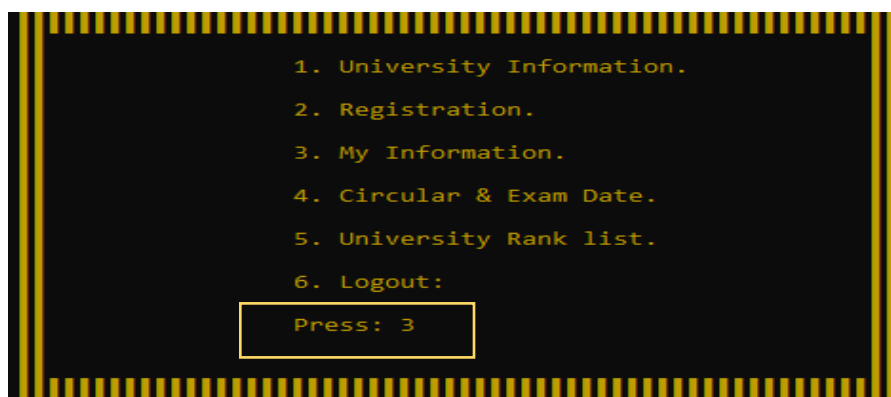 1. University Information.
2. Registration.
3. My Information.
4. Circular & Exam Date.
5. University Rank list.
6. Logout:
Press: 3